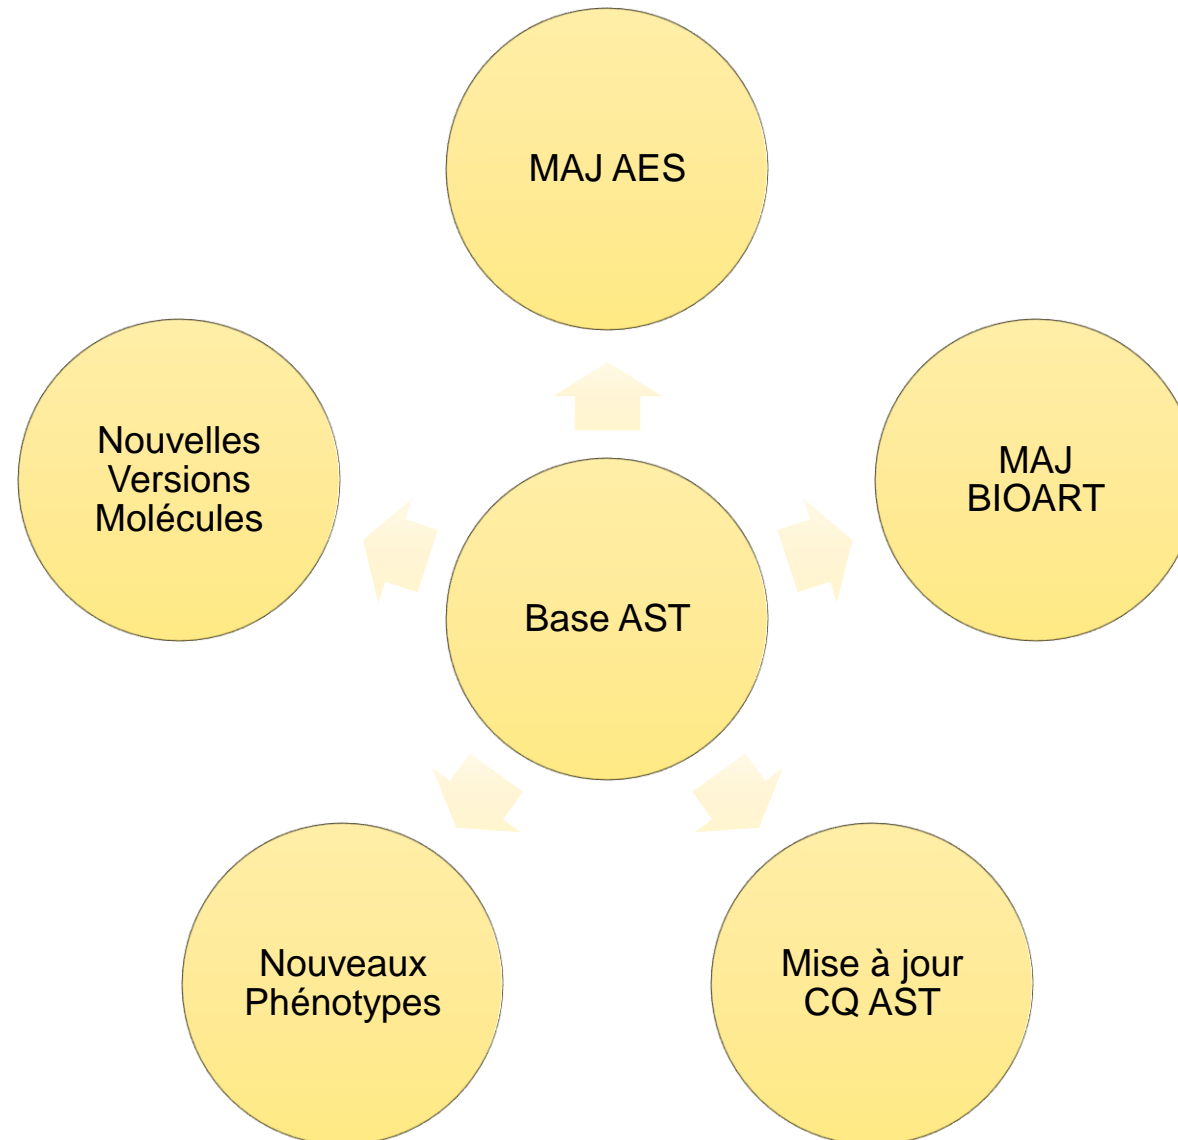 MAJ AES
Nouvelles
Versions
Molécules
MAJ
BIOART
Base AST
Nouveaux
Phénotypes
Mise à jour
CQ AST